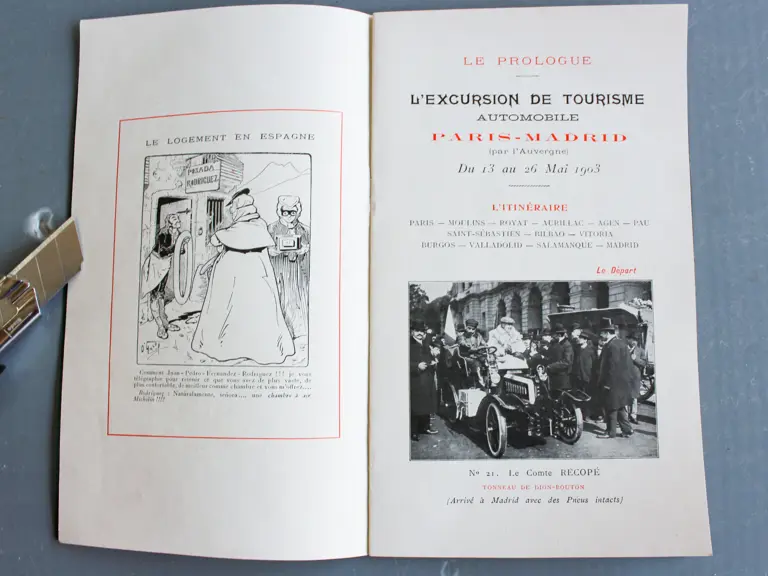 LE LOGEMENT EN ESPAGNE
POSADA
RODRIGUEZ
Comment Juan-Pédro-Fernandez-Rodriguez !!! je vous
télégraphie pour retenir ce que vous avez de plus vaste, de
plus confortable, de meilleur comme chambre et vous m'offrez....
Rodriguez : Naturalamente, señora.... une chambre à air
Michelin !!!!
LE PROLOGUE
L'EXCURSION DE TOURISME
AUTOMOBILE
PARIS-MADRID
(par l'Auvergne)
Du 13 au 26 Mai 1903
L'ITINÉRAIRE
PARIS — MOULINS — ROYAT — AURILLAC — AGEN — PAU
SAINT-SÉBASTIEN — BILBAO — VITORIA
BURGOS — VALLADOLID — SALAMANQUE — MADRID
Le Départ
No 21. Le Comte RECOPÉ
TONNEAU DE DION-BOUTON
(Arrivé à Madrid avec des Pneus intacts)